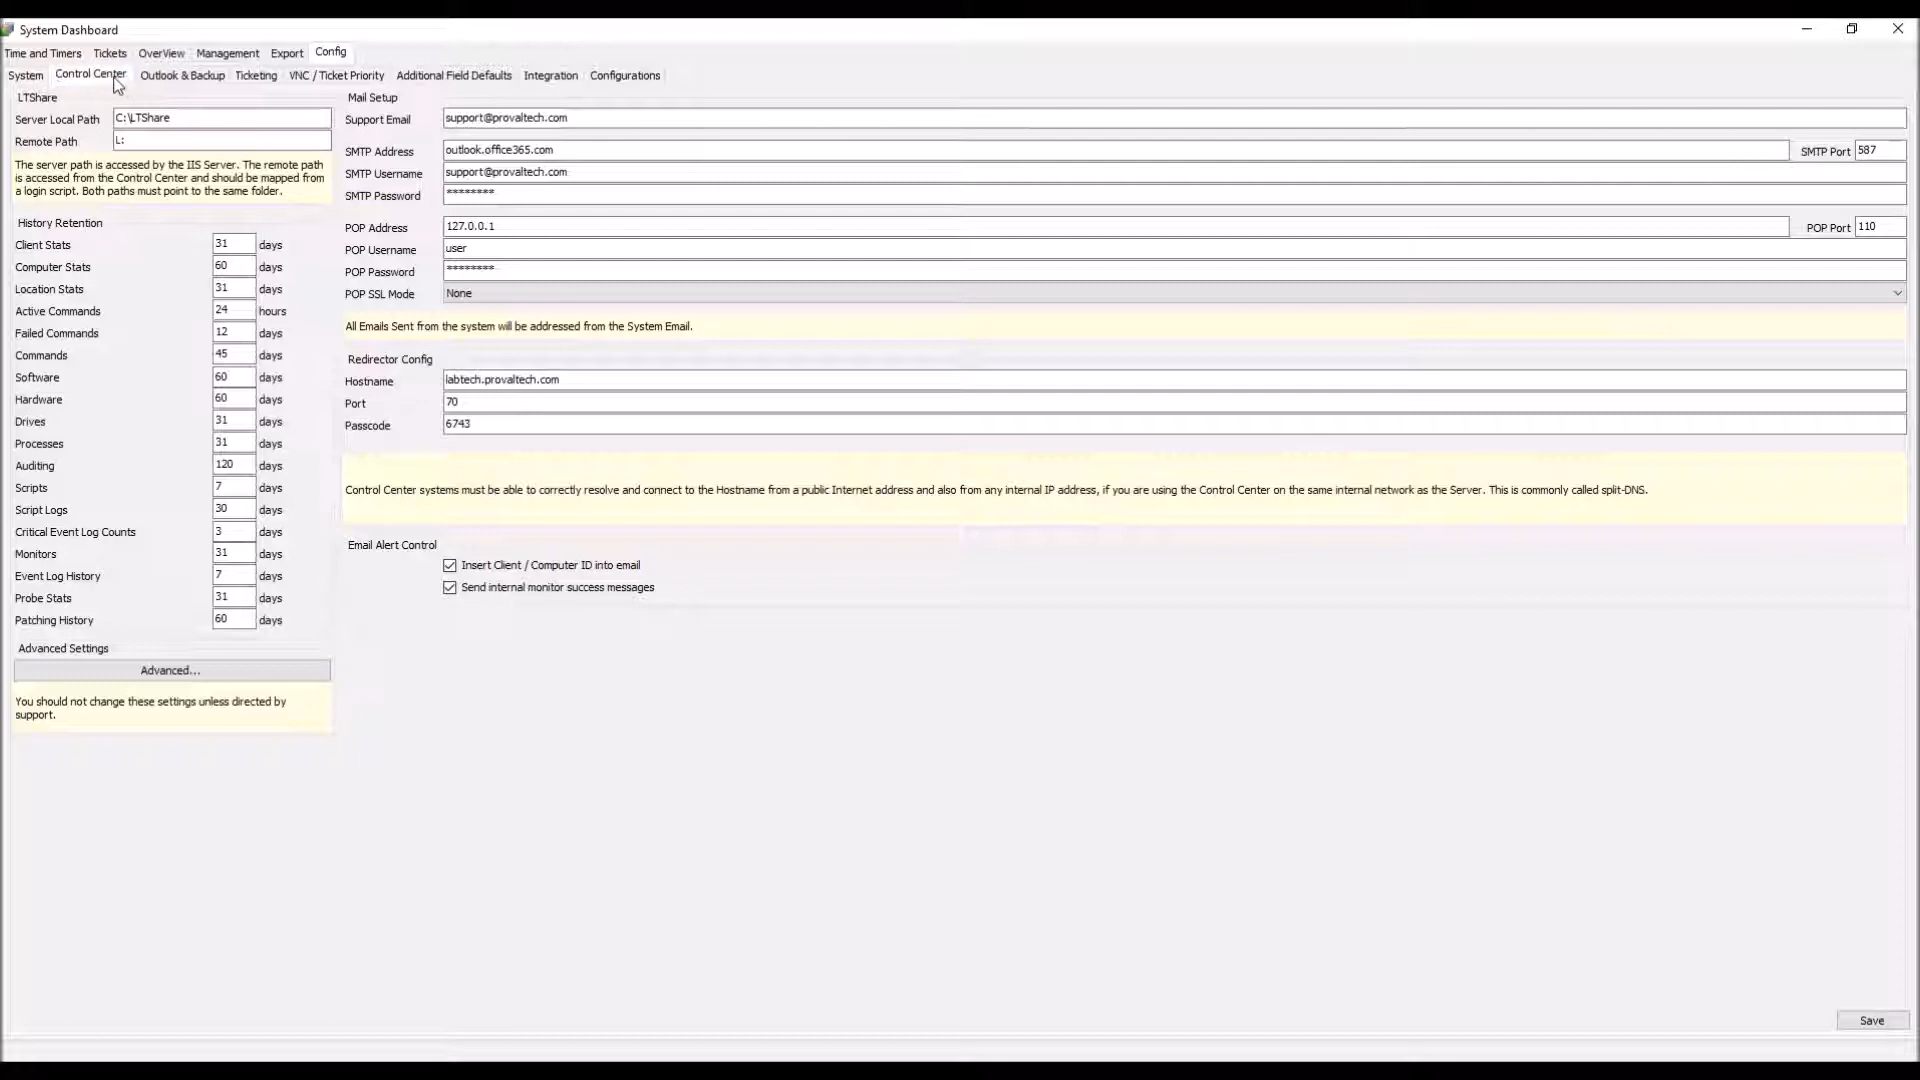 System Dashboard
Time and Timers Tickets OverView Management Export Config
System Control Center Outlook & Backup Ticketing VNC / Ticket Priority Additional Field Defaults Integration Configurations
LTShare
Server Local Path C:\LTShare
Remote Path L:
The server path is accessed by the IIS Server. The remote path
is accessed from the Control Center and should be mapped from
a login script. Both paths must point to the same folder.
History Retention
Client Stats 31 days
Computer Stats 60 days
Location Stats 31 days
Active Commands 24 hours
Failed Commands 12 days
Commands 45 days
Software 60 days
Hardware 60 days
Drives 31 days
Processes 31 days
Auditing 120 days
Scripts 7 days
Script Logs 30 days
Critical Event Log Counts 3 days
Monitors 31 days
Event Log History 7 days
Probe Stats 31 days
Patching History 60 days
Advanced Settings
Advanced...
You should not change these settings unless directed by
support.
Mail Setup
Support Email support@provaltech.com
SMTP Address outlook.office365.com SMTP Port 587
SMTP Username support@provaltech.com
SMTP Password ********
POP Address 127.0.0.1 POP Port 110
POP Username user
POP Password ********
POP SSL Mode None
All Emails Sent from the system will be addressed from the System Email.
Redirector Config
Hostname labtech.provaltech.com
Port 70
Passcode 6743
Control Center systems must be able to correctly resolve and connect to the Hostname from a public Internet address and also from any internal IP address, if you are using the Control Center on the same internal network as the Server. This is commonly called split-DNS.
Email Alert Control
Insert Client / Computer ID into email
Send internal monitor success messages
Save